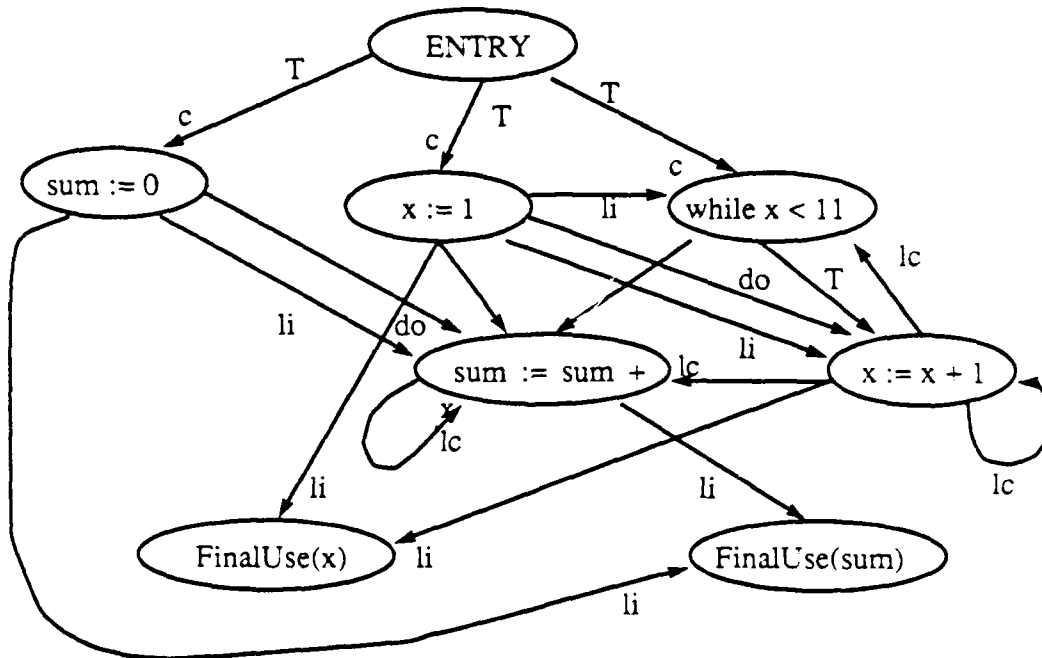 ENTRY
T
T
T
c
c
c
sum := 0
x := 1
li
while x < 11
lc
do
T
li
do
li
sum := sum +
lc
x := x + 1
x
lc
lc
li
li
FinalUse(x)
li
FinalUse(sum)
li